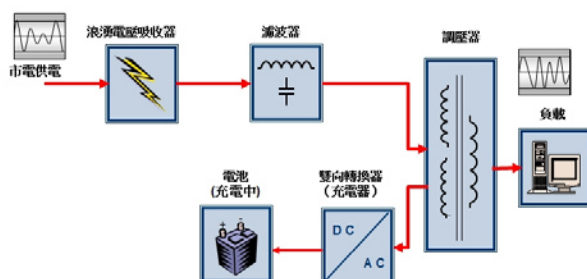 市電供電
浪湧電壓吸收器
濾波器
調壓器
負載
電池
(充電中)
雙向轉換器
(充電器)
DC
AC